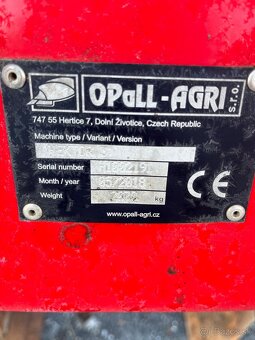 OPaLL-AGRI s.r.o.
747 55 Hertice 7, Dolní Životice, Czech Republic
Machine type / Variant / Version
Serial number
Month / year
Weight kg
CE
www.opall-agri.cz